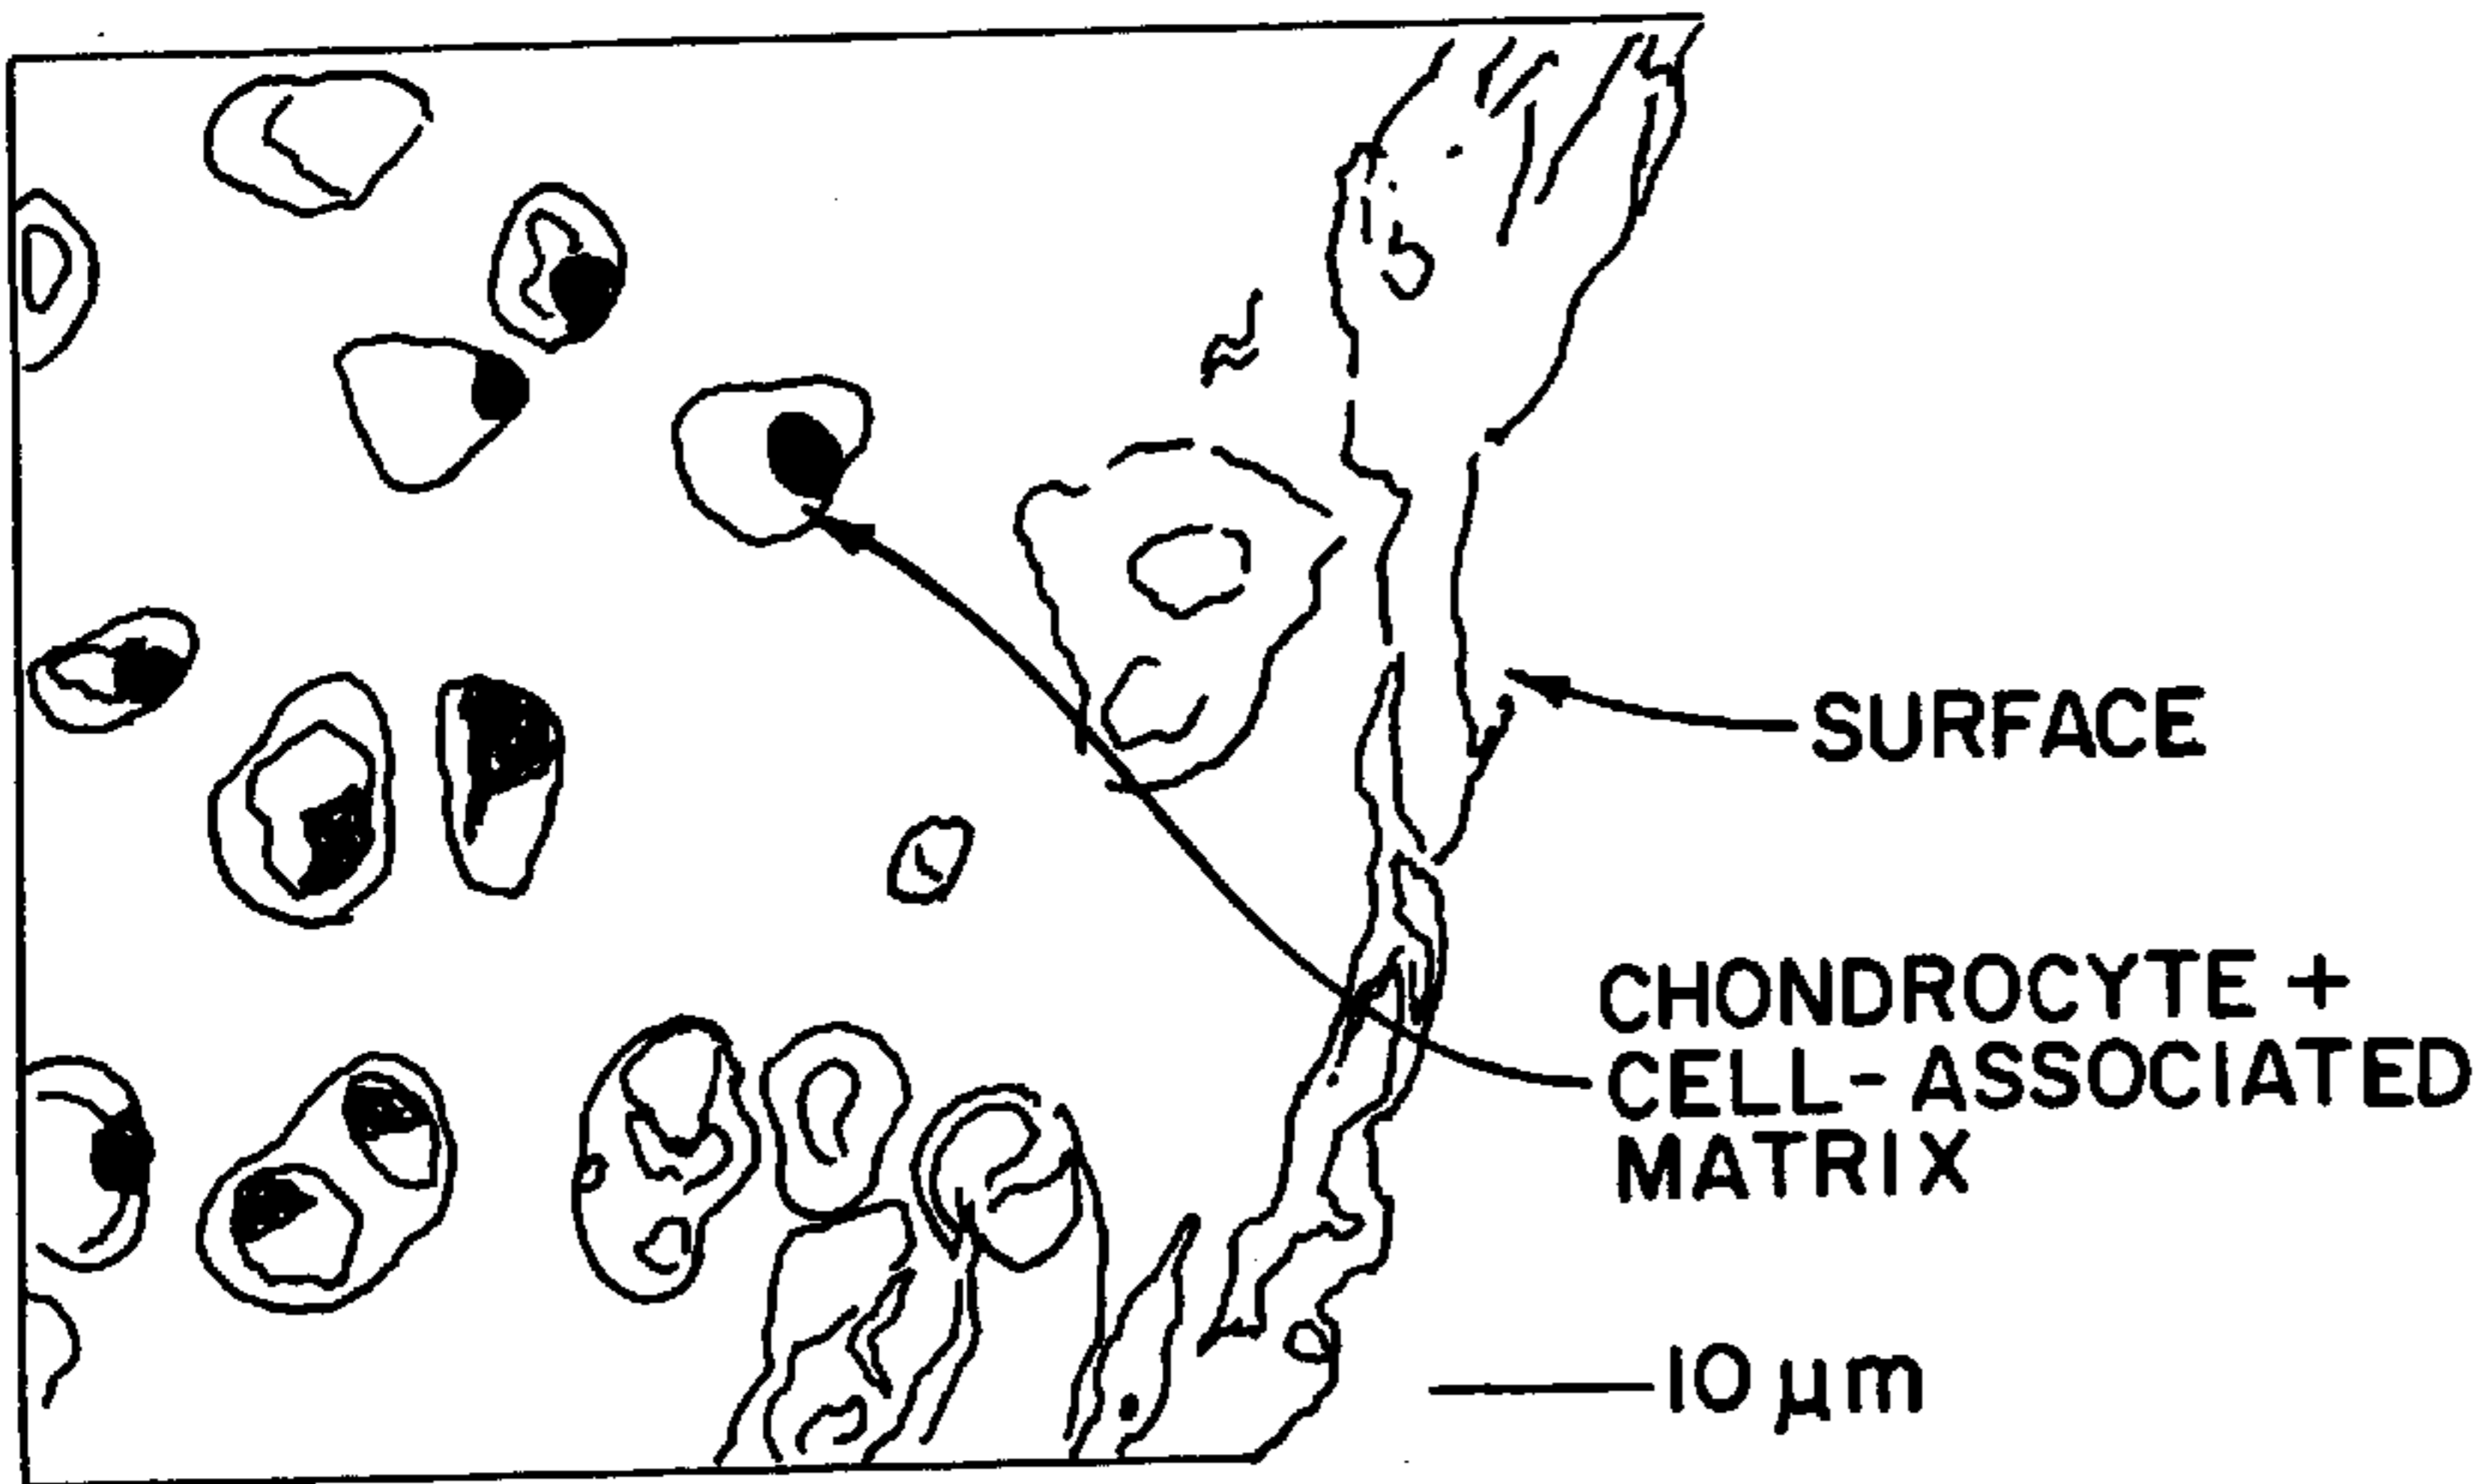 SURFACE
CHONDROCYTE +
CELL-ASSOCIATED
MATRIX
10 μm